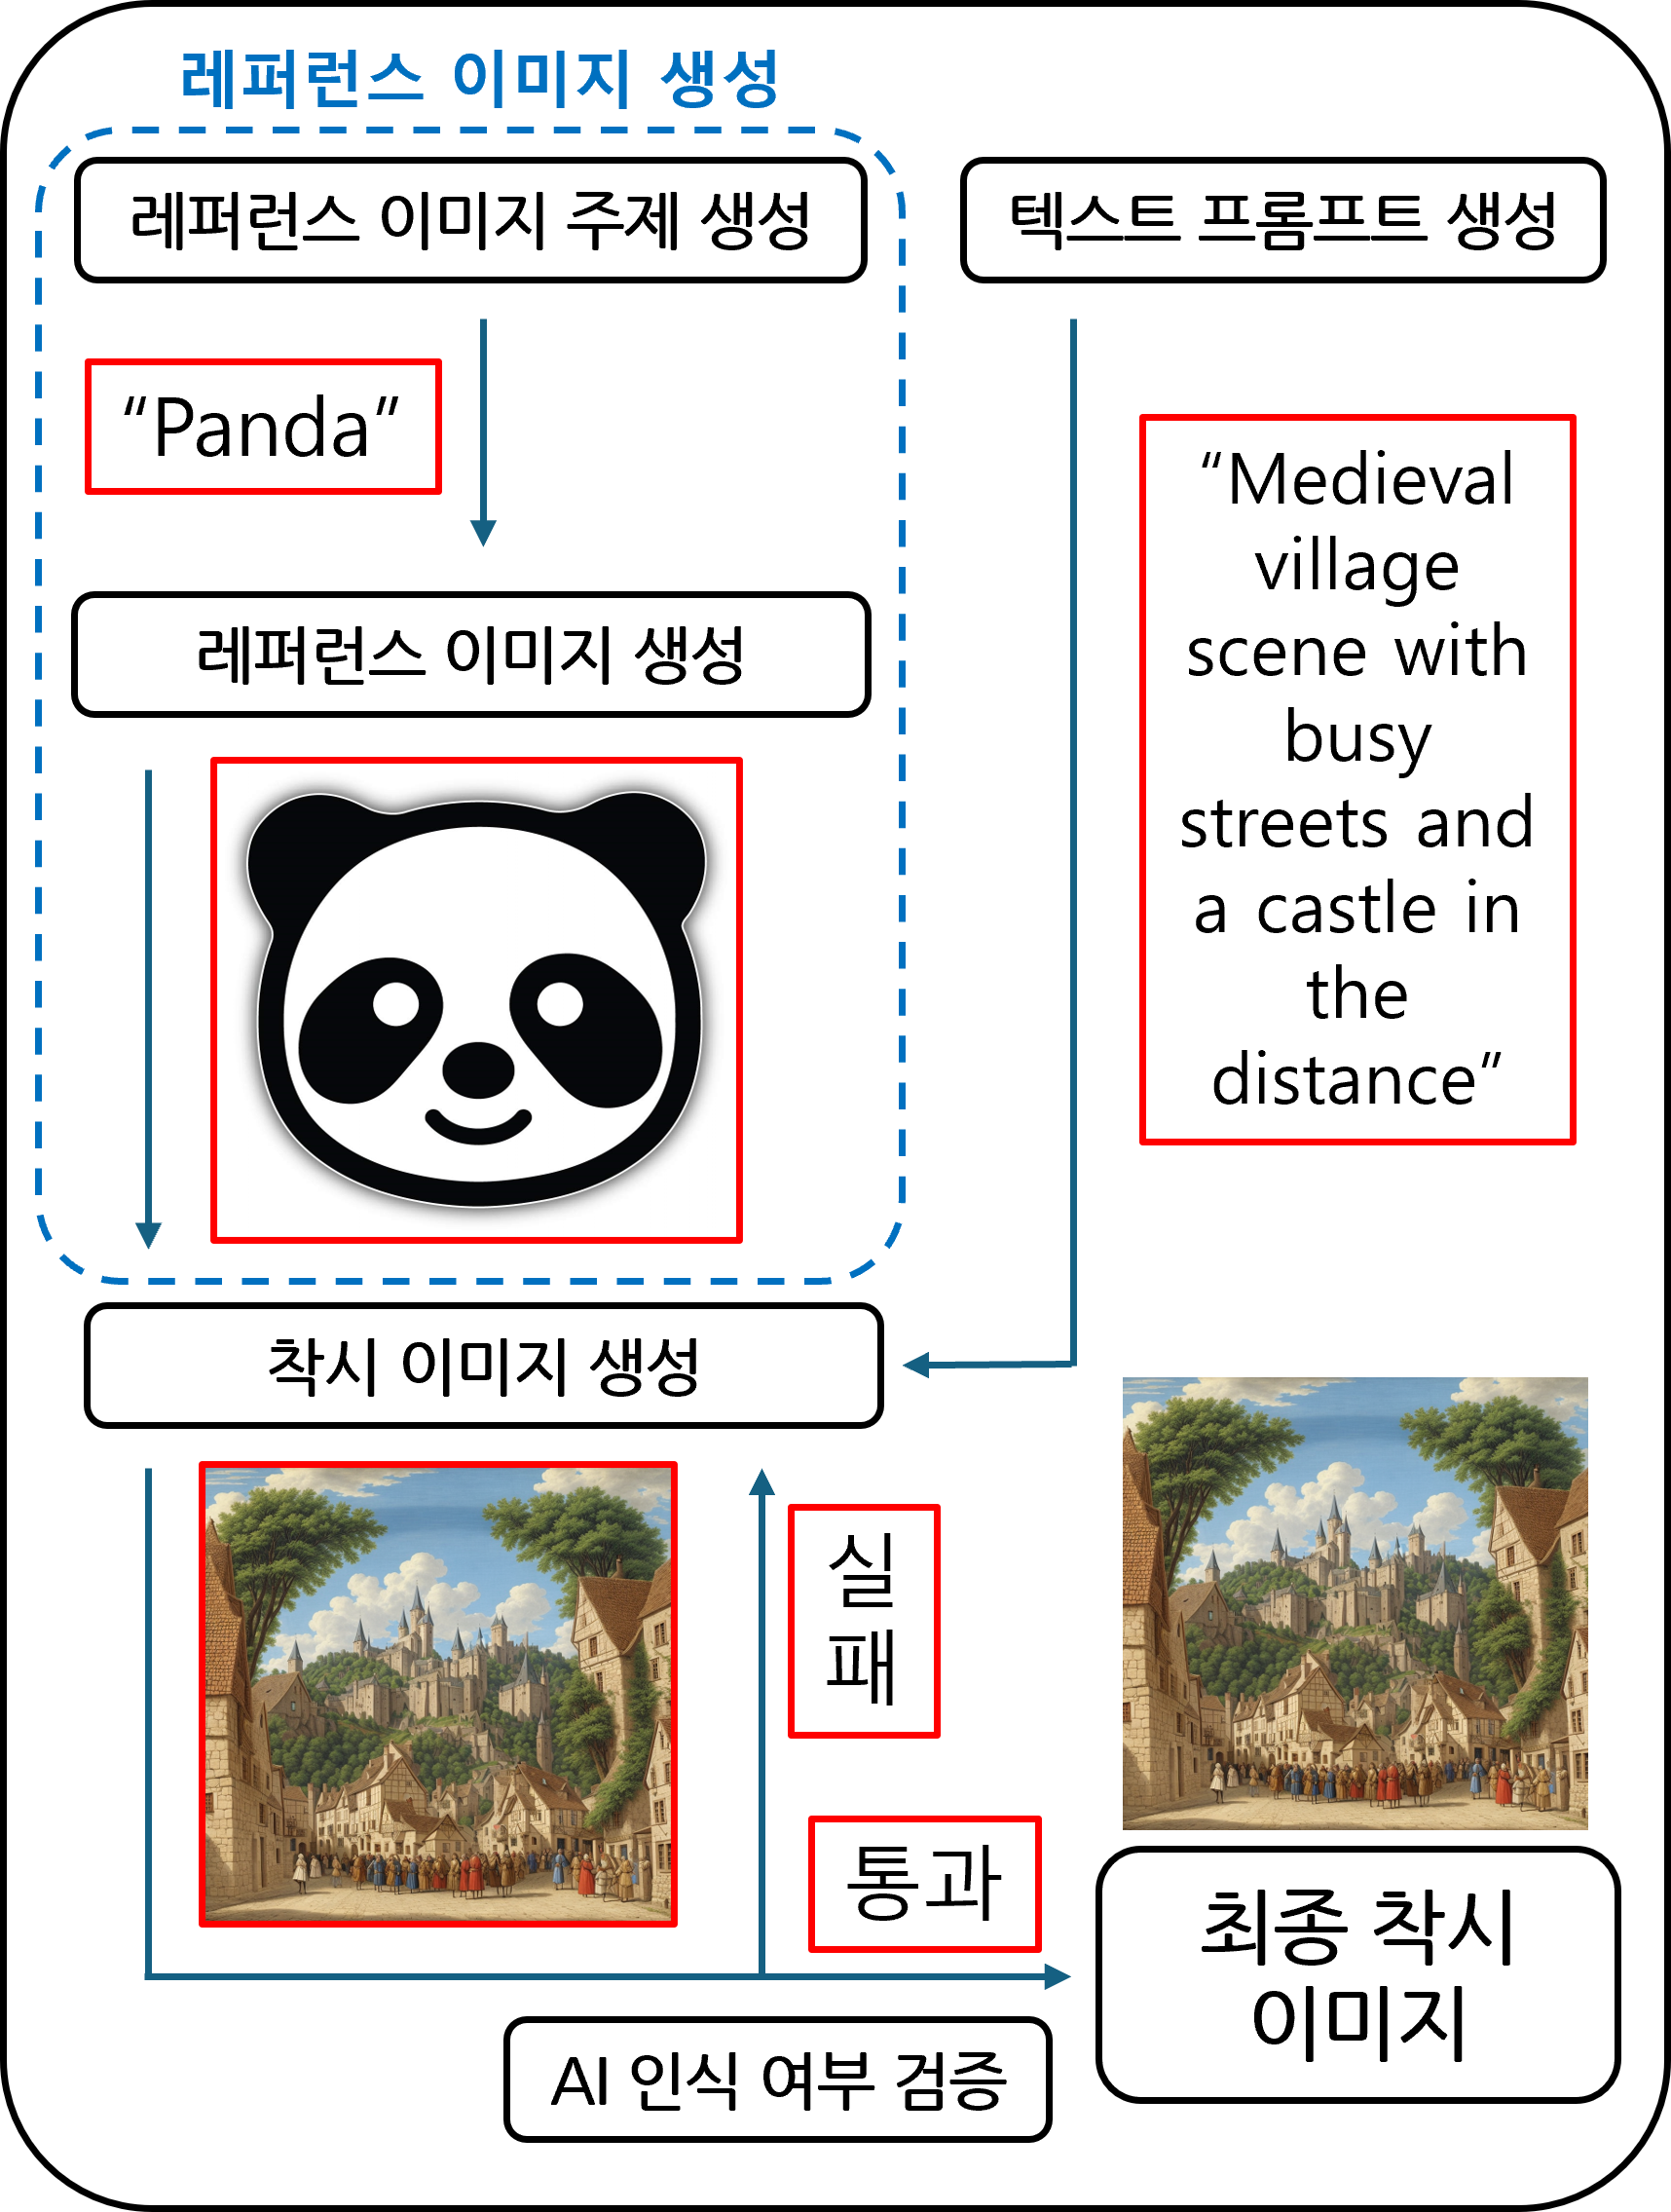 레퍼런스 이미지 생성
레퍼런스 이미지 주제 생성
텍스트 프롬프트 생성
“Panda”
“Medieval
village
scene with
busy
streets and
a castle in
the
distance”
레퍼런스 이미지 생성
착시 이미지 생성
실
패
통과
최종 착시
이미지
AI 인식 여부 검증